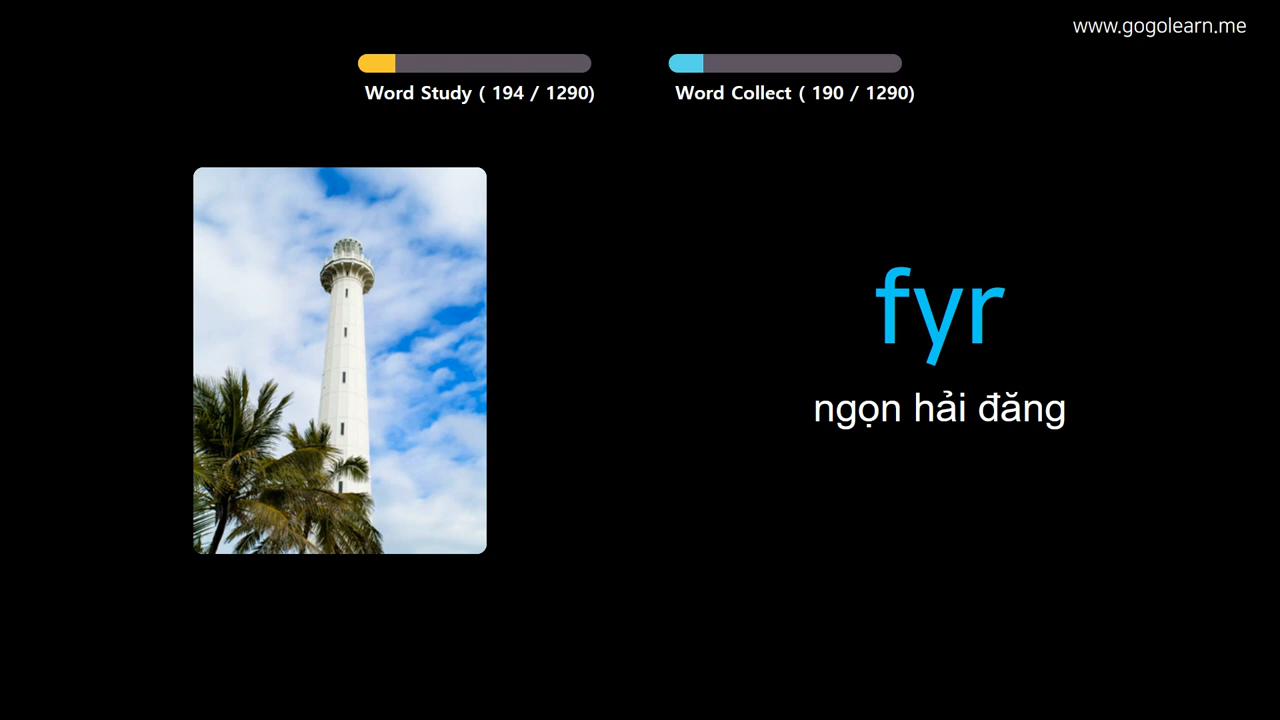 www.gogolearn.me
Word Study ( 194 / 1290)
Word Collect ( 190 / 1290)
fyr
ngọn hải đăng